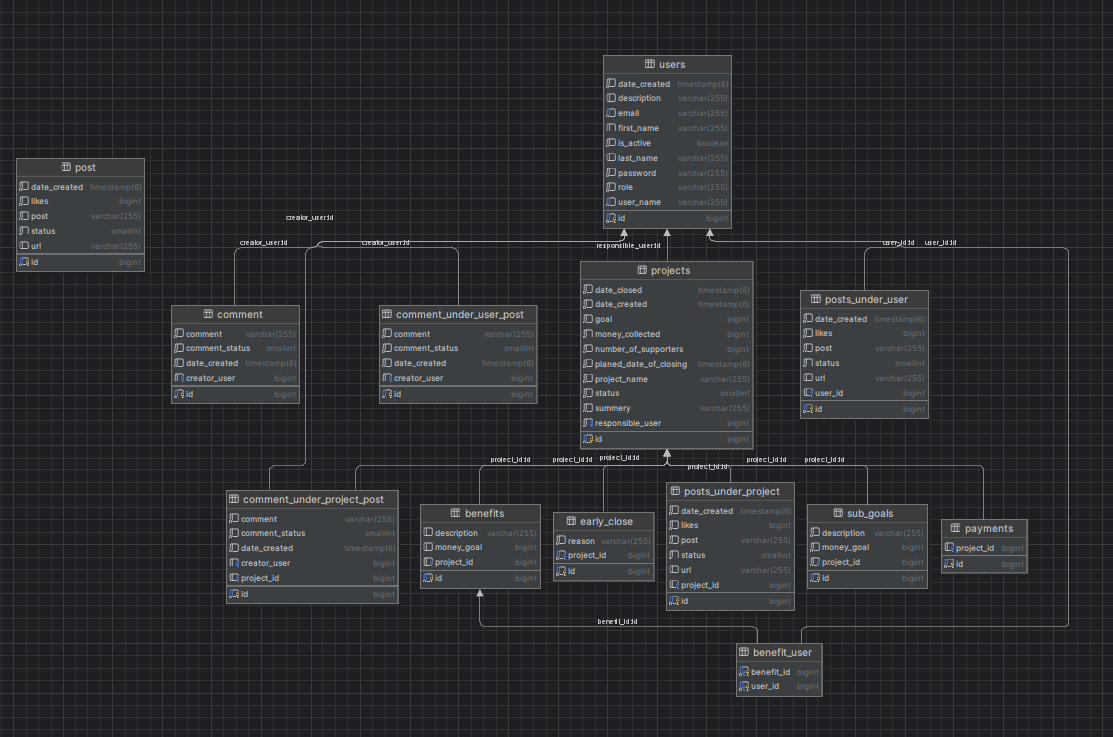 users
date_created timestamp(6)
description varchar(255)
email varchar(255)
first_name varchar(255)
is_active boolean
last_name varchar(255)
password varchar(255)
role varchar(255)
user_name varchar(255)
id bigint
post
date_created timestamp(6)
likes bigint
post varchar(255)
status smallint
url varchar(255)
id bigint
creator_user:id
creator_user:id
creator_user:id
responsible_user:id
user_id:id
user_id:id
projects
date_closed timestamp(6)
date_created timestamp(6)
goal bigint
money_collected bigint
number_of_supporters bigint
planed_date_of_closing timestamp(6)
project_name varchar(255)
status smallint
summery varchar(255)
responsible_user bigint
id bigint
posts_under_user
date_created timestamp(6)
likes bigint
post varchar(255)
status smallint
url varchar(255)
user_id bigint
id bigint
comment
comment varchar(255)
comment_status smallint
date_created timestamp(6)
creator_user bigint
id bigint
comment_under_user_post
comment varchar(255)
comment_status smallint
date_created timestamp(6)
creator_user bigint
id bigint
project_id:id
project_id:id
project_id:id
project_id:id
project_id:id
project_id:id
comment_under_project_post
comment varchar(255)
comment_status smallint
date_created timestamp(6)
creator_user bigint
project_id bigint
id bigint
benefits
description varchar(255)
money_goal bigint
project_id bigint
id bigint
early_close
reason varchar(255)
project_id bigint
id bigint
posts_under_project
date_created timestamp(6)
likes bigint
post varchar(255)
status smallint
url varchar(255)
project_id bigint
id bigint
sub_goals
description varchar(255)
money_goal bigint
project_id bigint
id bigint
payments
project_id bigint
id bigint
benefit_id:id
benefit_user
benefit_id bigint
user_id bigint